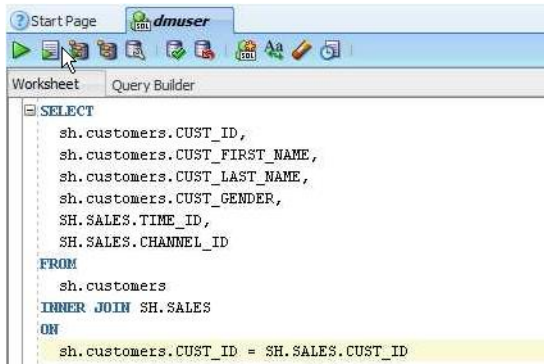 Start Page dmuser
Worksheet Query Builder
SELECT
sh.customers.CUST_ID,
sh.customers.CUST_FIRST_NAME,
sh.customers.CUST_LAST_NAME,
sh.customers.CUST_GENDER,
SH.SALES.TIME_ID,
SH.SALES.CHANNEL_ID
FROM
sh.customers
INNER JOIN SH.SALES
ON
sh.customers.CUST_ID = SH.SALES.CUST_ID